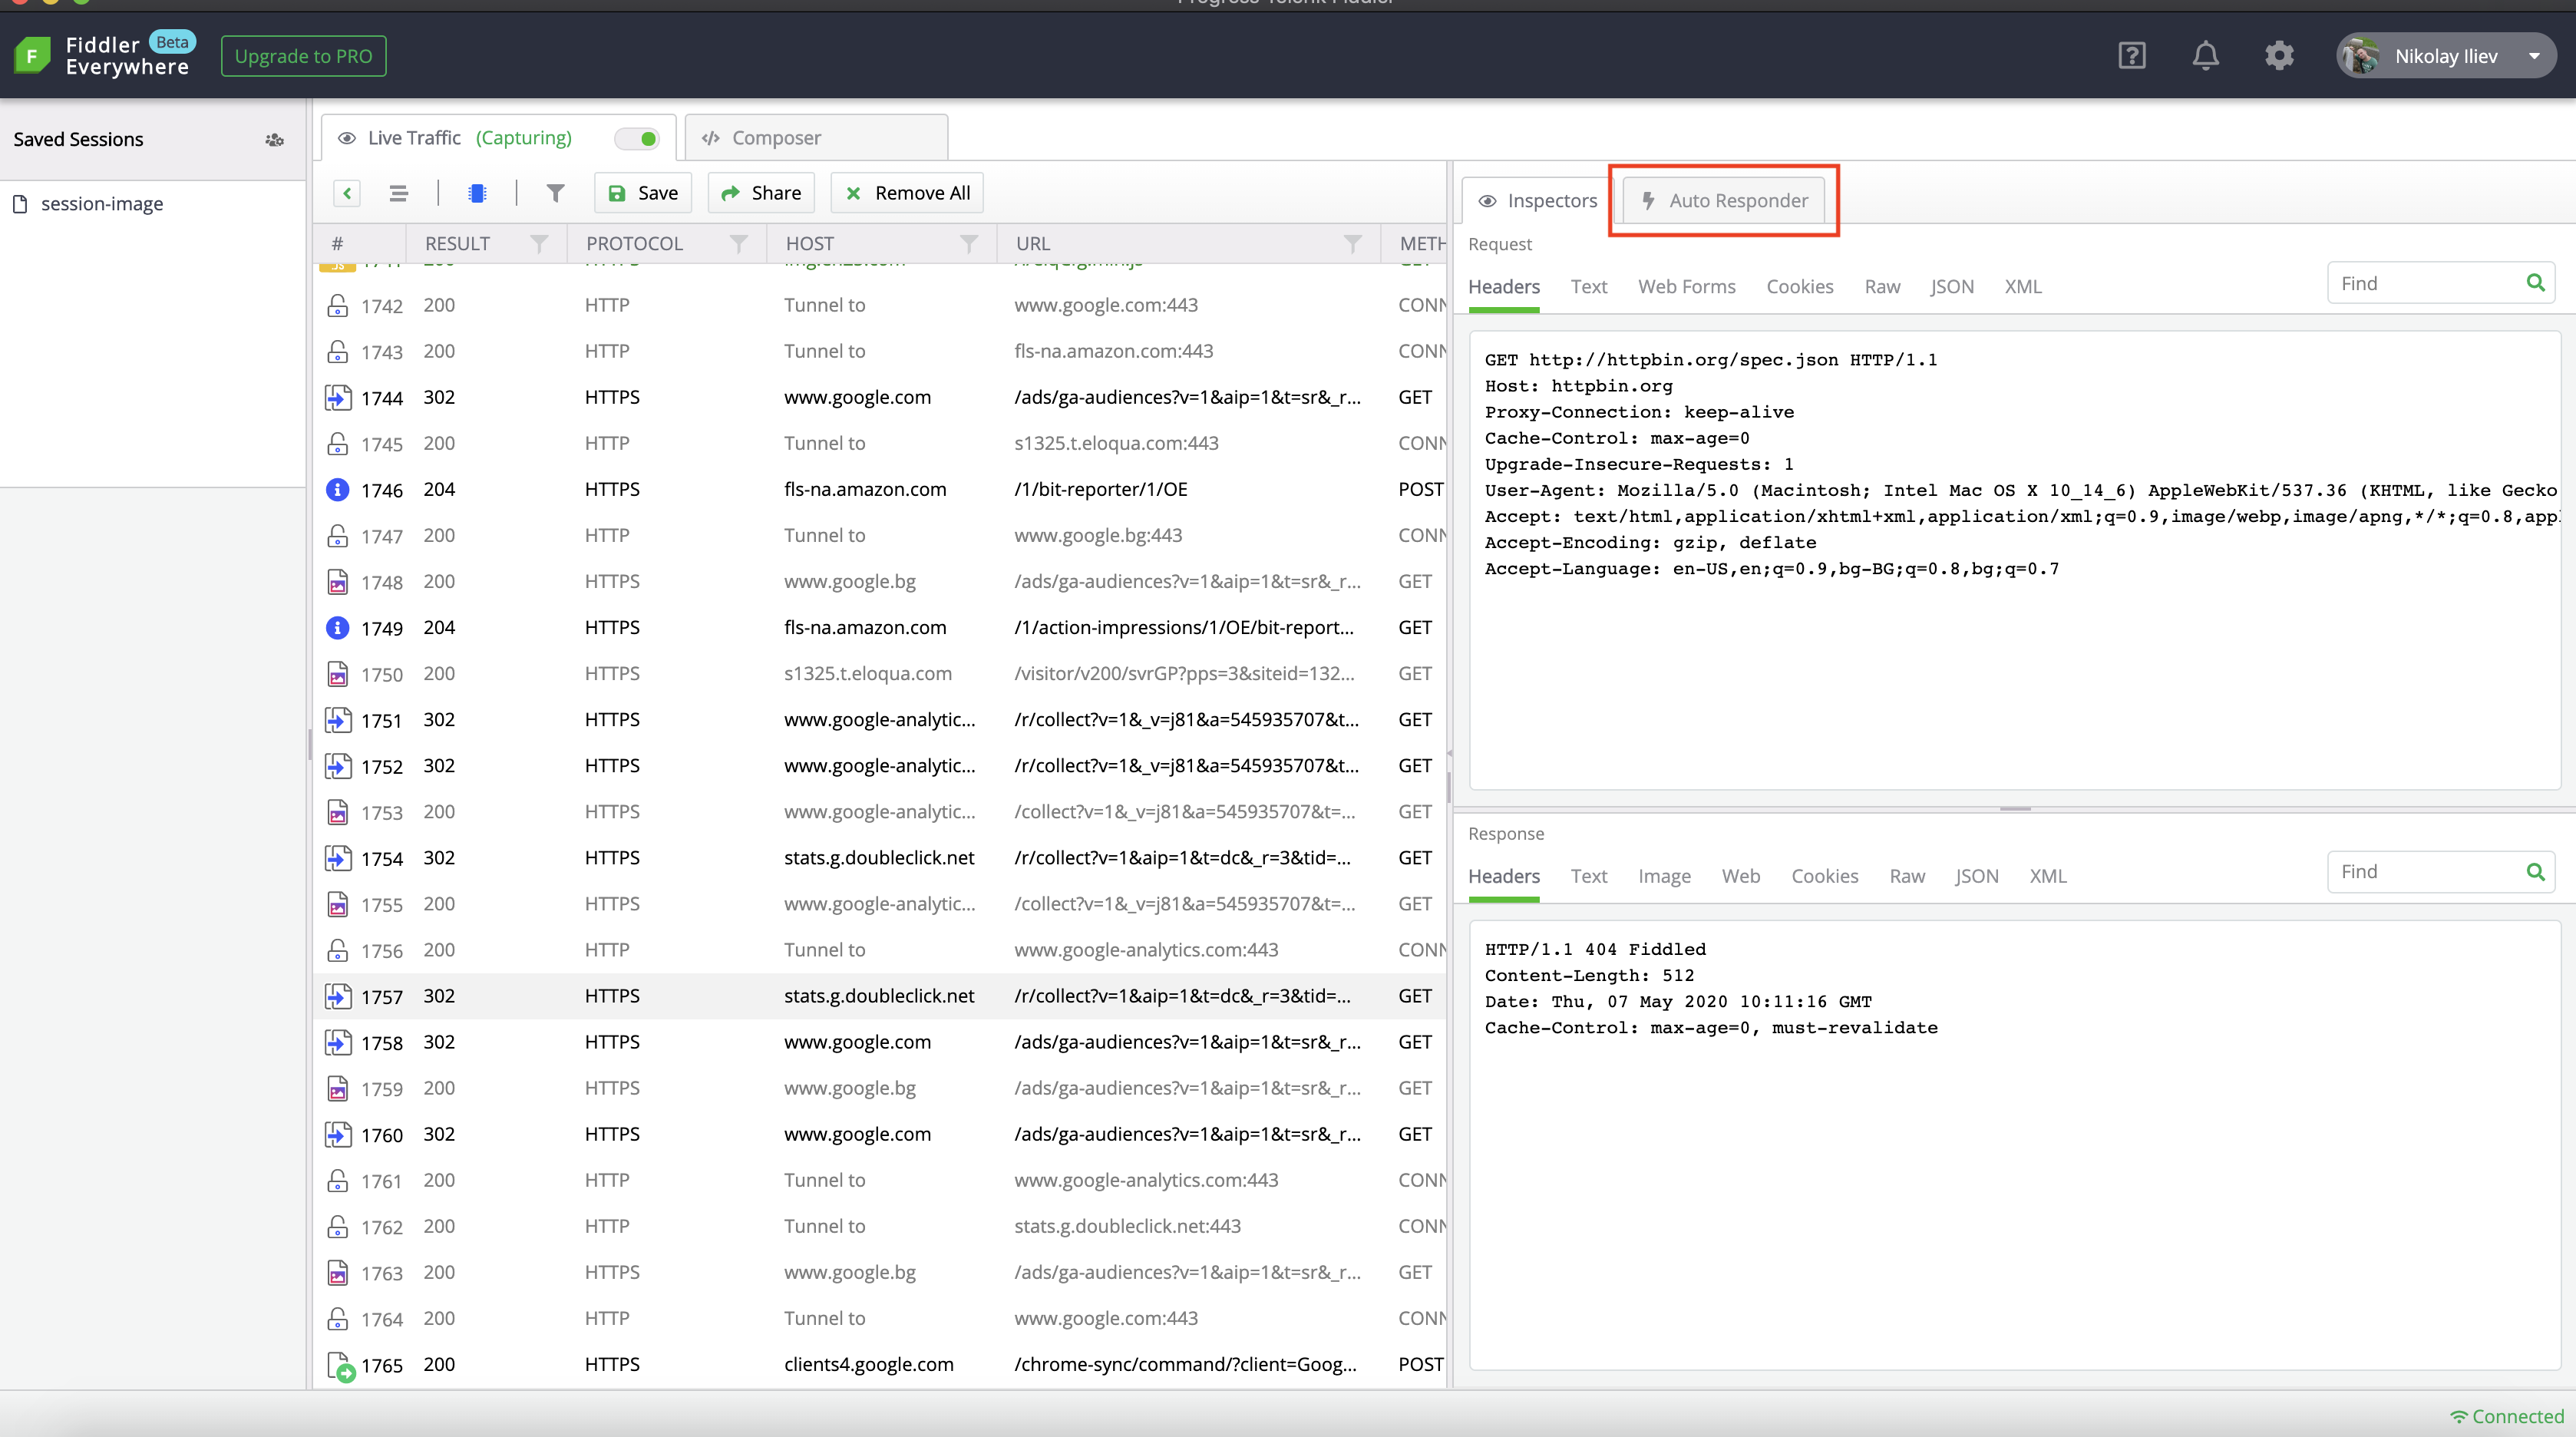 Progress Telerik Fiddler
Fiddler Beta
Everywhere
Upgrade to PRO
Nikolay Iliev
Saved Sessions
session-image
Live Traffic (Capturing)
Composer
Save Share Remove All
# RESULT PROTOCOL HOST URL METH
1742 200 HTTP Tunnel to www.google.com:443 CONN
1743 200 HTTP Tunnel to fls-na.amazon.com:443 CONN
1744 302 HTTPS www.google.com /ads/ga-audiences?v=1&aip=1&t=sr&_r... GET
1745 200 HTTP Tunnel to s1325.t.eloqua.com:443 CONN
1746 204 HTTPS fls-na.amazon.com /1/bit-reporter/1/OE POST
1747 200 HTTP Tunnel to www.google.bg:443 CONN
1748 200 HTTPS www.google.bg /ads/ga-audiences?v=1&aip=1&t=sr&_r... GET
1749 204 HTTPS fls-na.amazon.com /1/action-impressions/1/OE/bit-report... GET
1750 200 HTTPS s1325.t.eloqua.com /visitor/v200/svrGP?pps=3&siteid=132... GET
1751 302 HTTPS www.google-analytic... /r/collect?v=1&_v=j81&a=545935707&t... GET
1752 302 HTTPS www.google-analytic... /r/collect?v=1&_v=j81&a=545935707&t... GET
1753 200 HTTPS www.google-analytic... /collect?v=1&_v=j81&a=545935707&t=... GET
1754 302 HTTPS stats.g.doubleclick.net /r/collect?v=1&aip=1&t=dc&_r=3&tid=... GET
1755 200 HTTPS www.google-analytic... /collect?v=1&_v=j81&a=545935707&t=... GET
1756 200 HTTP Tunnel to www.google-analytics.com:443 CONN
1757 302 HTTPS stats.g.doubleclick.net /r/collect?v=1&aip=1&t=dc&_r=3&tid=... GET
1758 302 HTTPS www.google.com /ads/ga-audiences?v=1&aip=1&t=sr&_r... GET
1759 200 HTTPS www.google.bg /ads/ga-audiences?v=1&aip=1&t=sr&_r... GET
1760 302 HTTPS www.google.com /ads/ga-audiences?v=1&aip=1&t=sr&_r... GET
1761 200 HTTP Tunnel to www.google-analytics.com:443 CONN
1762 200 HTTP Tunnel to stats.g.doubleclick.net:443 CONN
1763 200 HTTPS www.google.bg /ads/ga-audiences?v=1&aip=1&t=sr&_r... GET
1764 200 HTTP Tunnel to www.google.com:443 CONN
1765 200 HTTPS clients4.google.com /chrome-sync/command/?client=Goog... POST
Inspectors Auto Responder
Request
Headers Text Web Forms Cookies Raw JSON XML Find
GET http://httpbin.org/spec.json HTTP/1.1
Host: httpbin.org
Proxy-Connection: keep-alive
Cache-Control: max-age=0
Upgrade-Insecure-Requests: 1
User-Agent: Mozilla/5.0 (Macintosh; Intel Mac OS X 10_14_6) AppleWebKit/537.36 (KHTML, like Gecko
Accept: text/html,application/xhtml+xml,application/xml;q=0.9,image/webp,image/apng,*/*;q=0.8,appl
Accept-Encoding: gzip, deflate
Accept-Language: en-US,en;q=0.9,bg-BG;q=0.8,bg;q=0.7
Response
Headers Text Image Web Cookies Raw JSON XML Find
HTTP/1.1 404 Fiddled
Content-Length: 512
Date: Thu, 07 May 2020 10:11:16 GMT
Cache-Control: max-age=0, must-revalidate
Connected